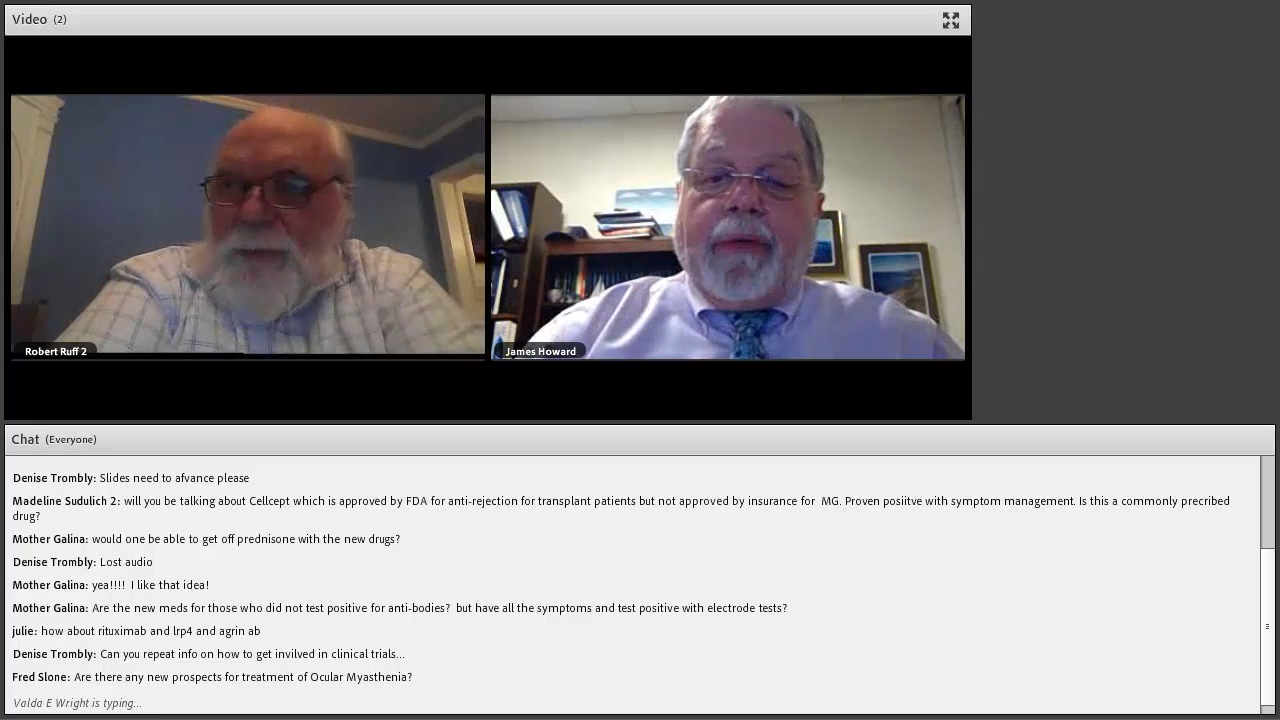 Video (2)
Robert Ruff 2
James Howard
Chat (Everyone)
Denise Trombly: Slides need to afvance please
Madeline Sudulich 2: will you be talking about Cellcept which is approved by FDA for anti-rejection for transplant patients but not approved by insurance for  MG. Proven posiitve with symptom management. Is this a commonly precribed
drug?
Mother Galina: would one be able to get off prednisone with the new drugs?
Denise Trombly: Lost audio
Mother Galina: yea!!!!  I like that idea!
Mother Galina: Are the new meds for those who did not test positive for anti-bodies?  but have all the symptoms and test positive with electrode tests?
julie: how about rituximab and lrp4 and agrin ab
Denise Trombly: Can you repeat info on how to get invilved in clinical trials...
Fred Slone: Are there any new prospects for treatment of Ocular Myasthenia?
Valda E Wright is typing...